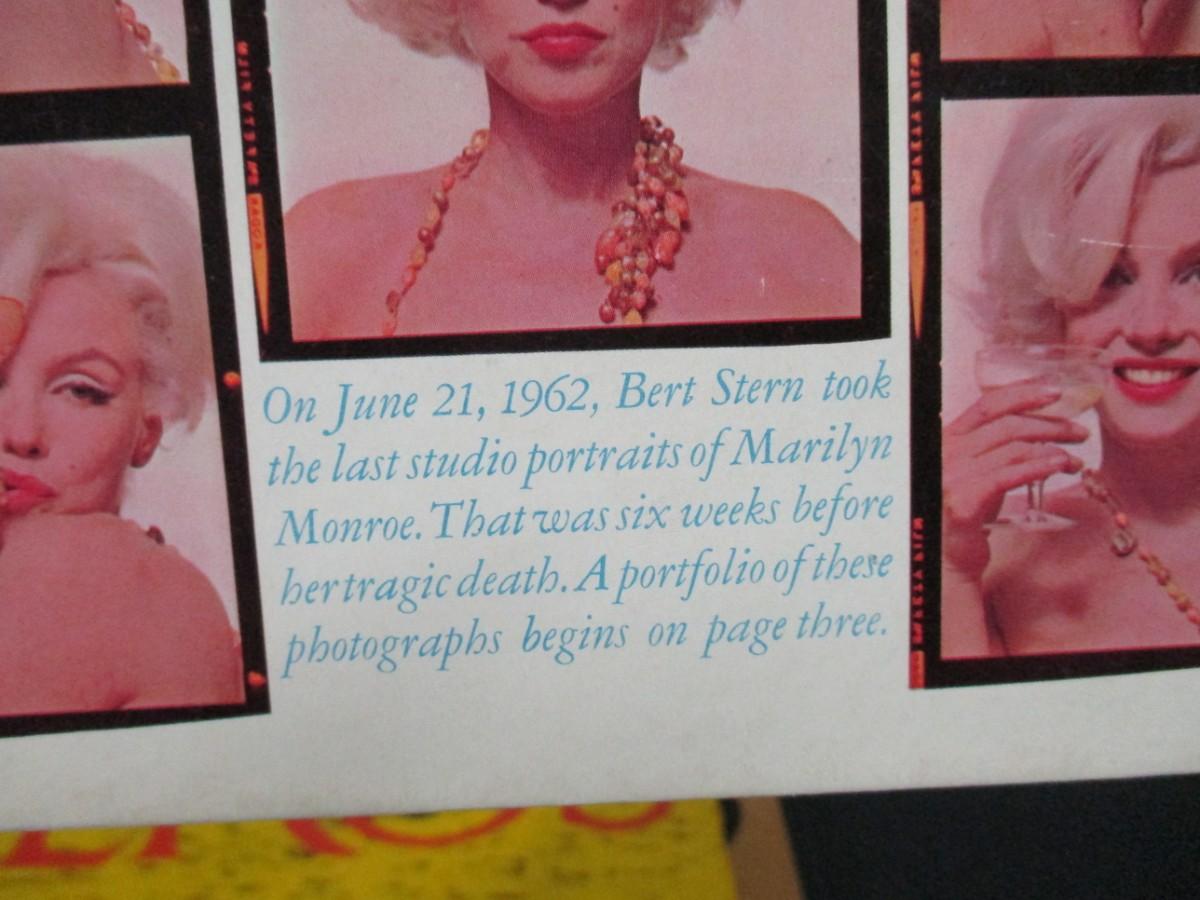 On June 21, 1962, Bert Stern took
the last studio portraits of Marilyn
Monroe. That was six weeks before
her tragic death. A portfolio of these
photographs begins on page three.